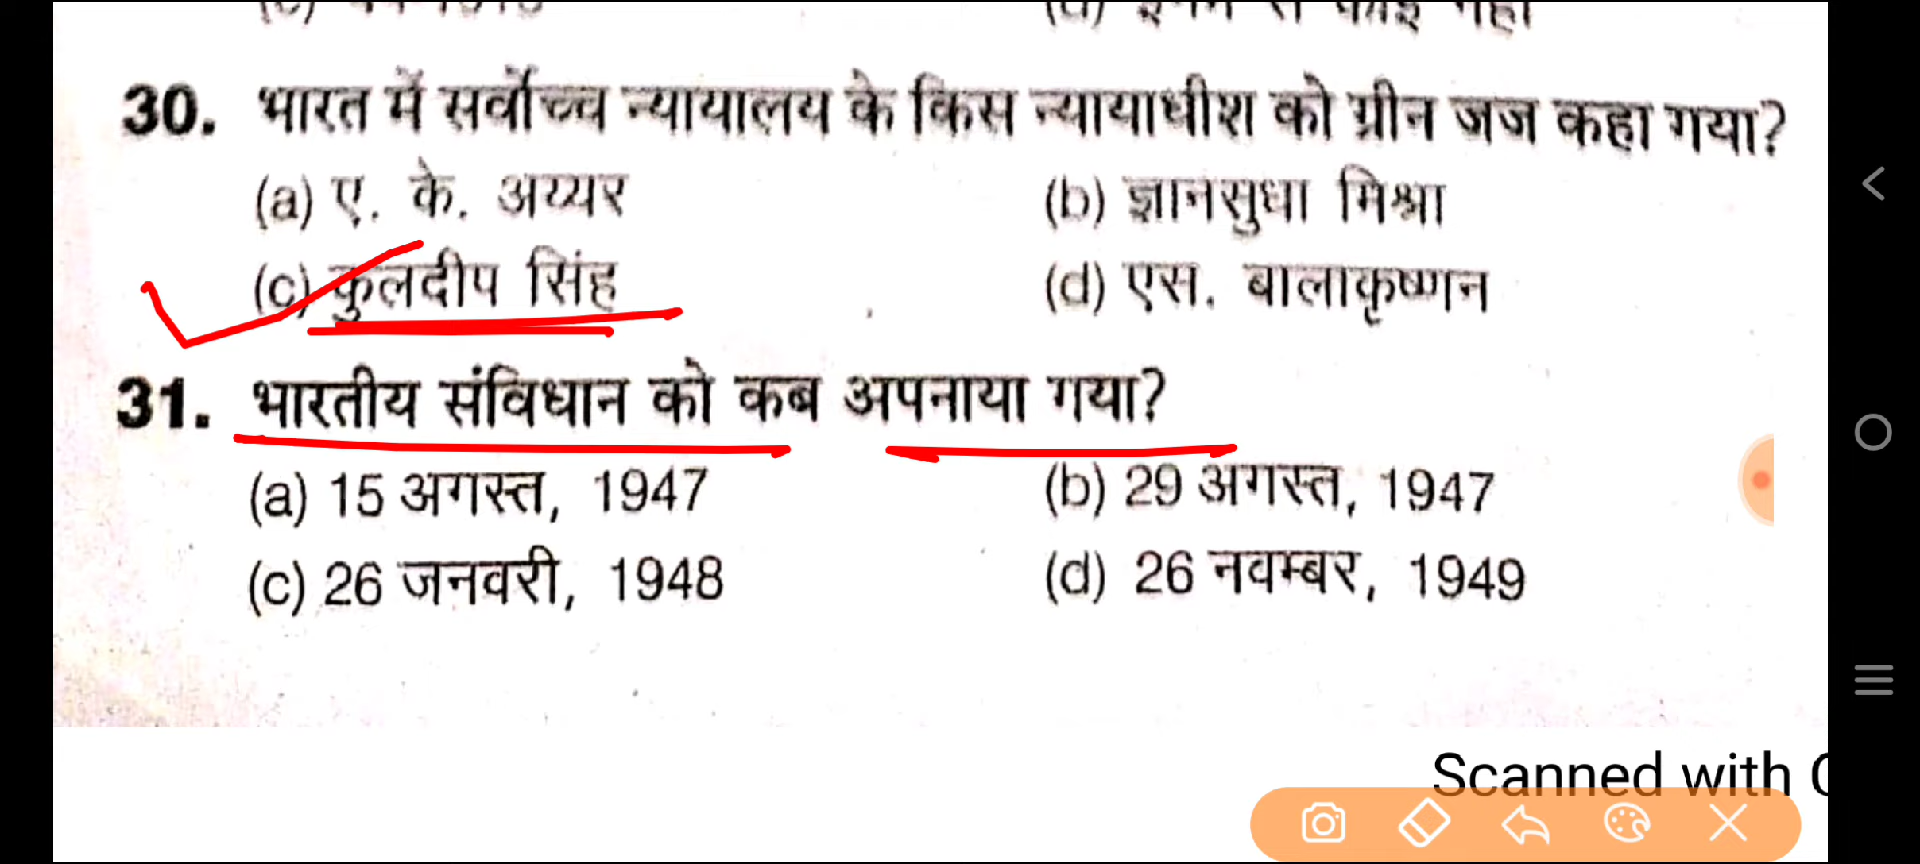 30. भारत में सर्वोच्च न्यायालय के किस न्यायाधीश को ग्रीन जज कहा गया?
(a) ए. के. अय्यर (b) ज्ञानसुधा मिश्रा
(c) कुलदीप सिंह (d) एस. बालाकृष्णन
31. भारतीय संविधान को कब अपनाया गया?
(a) 15 अगस्त, 1947 (b) 29 अगस्त, 1947
(c) 26 जनवरी, 1948 (d) 26 नवम्बर, 1949
Scanned with